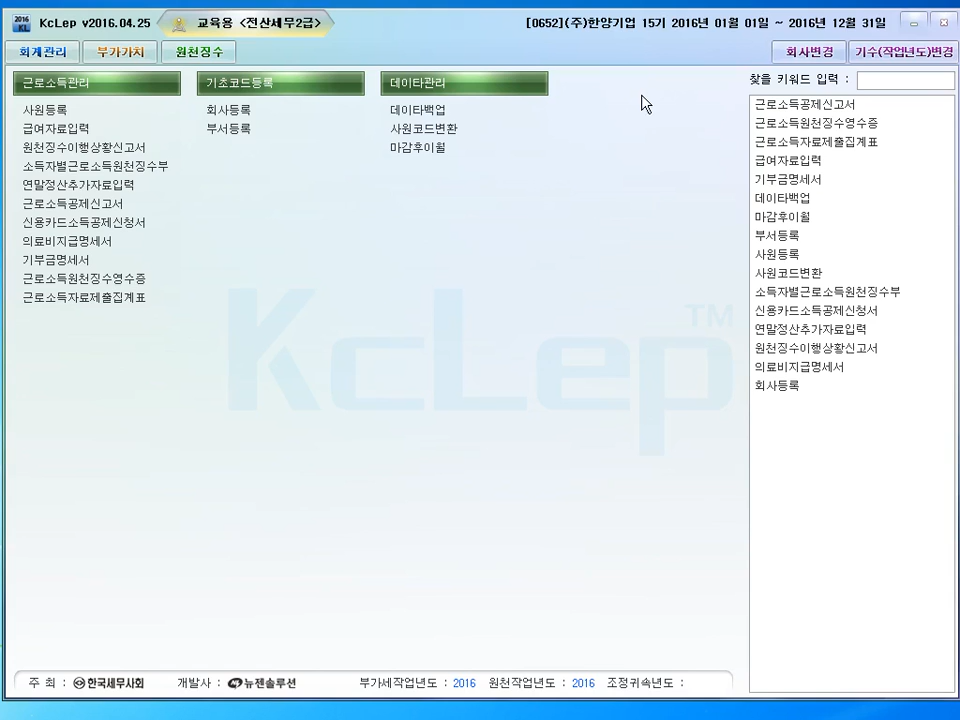 2016 KL KcLep v2016.04.25 교육용 <전산세무2급> [0652](주)한양기업 15기 2016년 01월 01일 ~ 2016년 12월 31일
회계관리 부가가치 원천징수 회사변경 기수(작업년도)변경
근로소득관리 기초코드등록 데이타관리 찾을 키워드 입력 :
사원등록
급여자료입력
원천징수이행상황신고서
소득자별근로소득원천징수부
연말정산추가자료입력
근로소득공제신고서
신용카드소득공제신청서
의료비지급명세서
기부금명세서
근로소득원천징수영수증
근로소득자료제출집계표
회사등록
부서등록
데이타백업
사원코드변환
마감후이월
근로소득공제신고서
근로소득원천징수영수증
근로소득자료제출집계표
급여자료입력
기부금명세서
데이타백업
마감후이월
부서등록
사원등록
사원코드변환
소득자별근로소득원천징수부
신용카드소득공제신청서
연말정산추가자료입력
원천징수이행상황신고서
의료비지급명세서
회사등록
KcLep TM
주 최 : 한국세무사회 개발사 : 뉴젠솔루션 부가세작업년도 : 2016 원천작업년도 : 2016 조정귀속년도 :